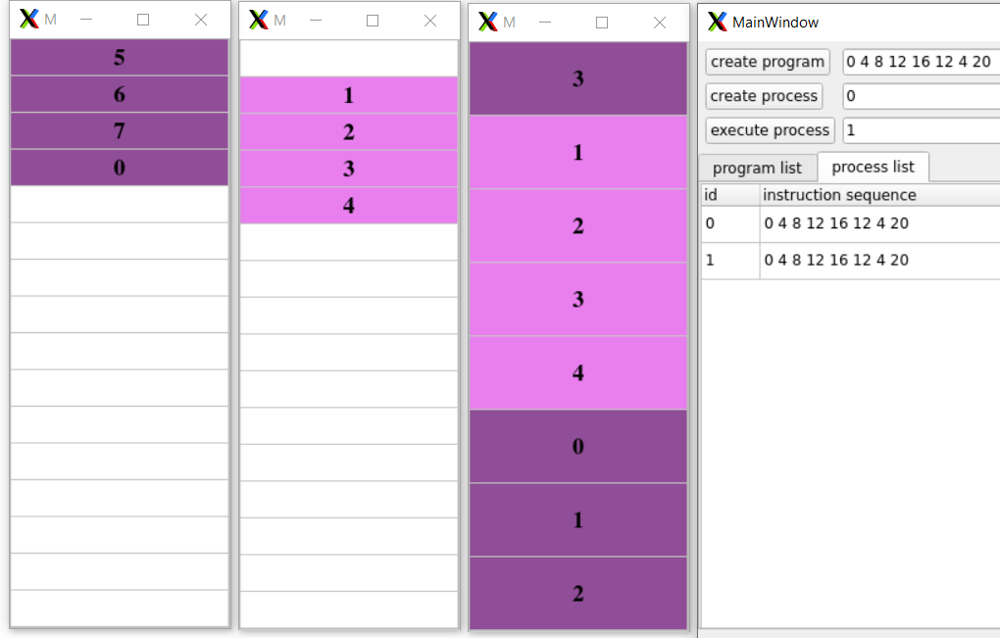 M
5
6
7
0
M
1
2
3
4
M
3
1
2
3
4
0
1
2
MainWindow
create program 0 4 8 12 16 12 4 20
create process 0
execute process 1
program list process list
id instruction sequence
0 0 4 8 12 16 12 4 20
1 0 4 8 12 16 12 4 20